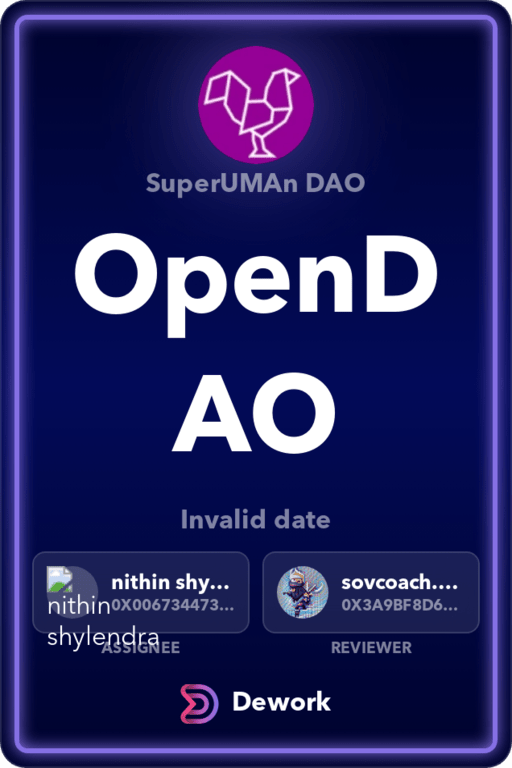 SuperUMAn DAO
OpenD
AO
Invalid date
nithin shy...
0X006734473...
nithin
shylendra
ASSIGNEE
sovcoach....
0X3A9BF8D6...
REVIEWER
Dework